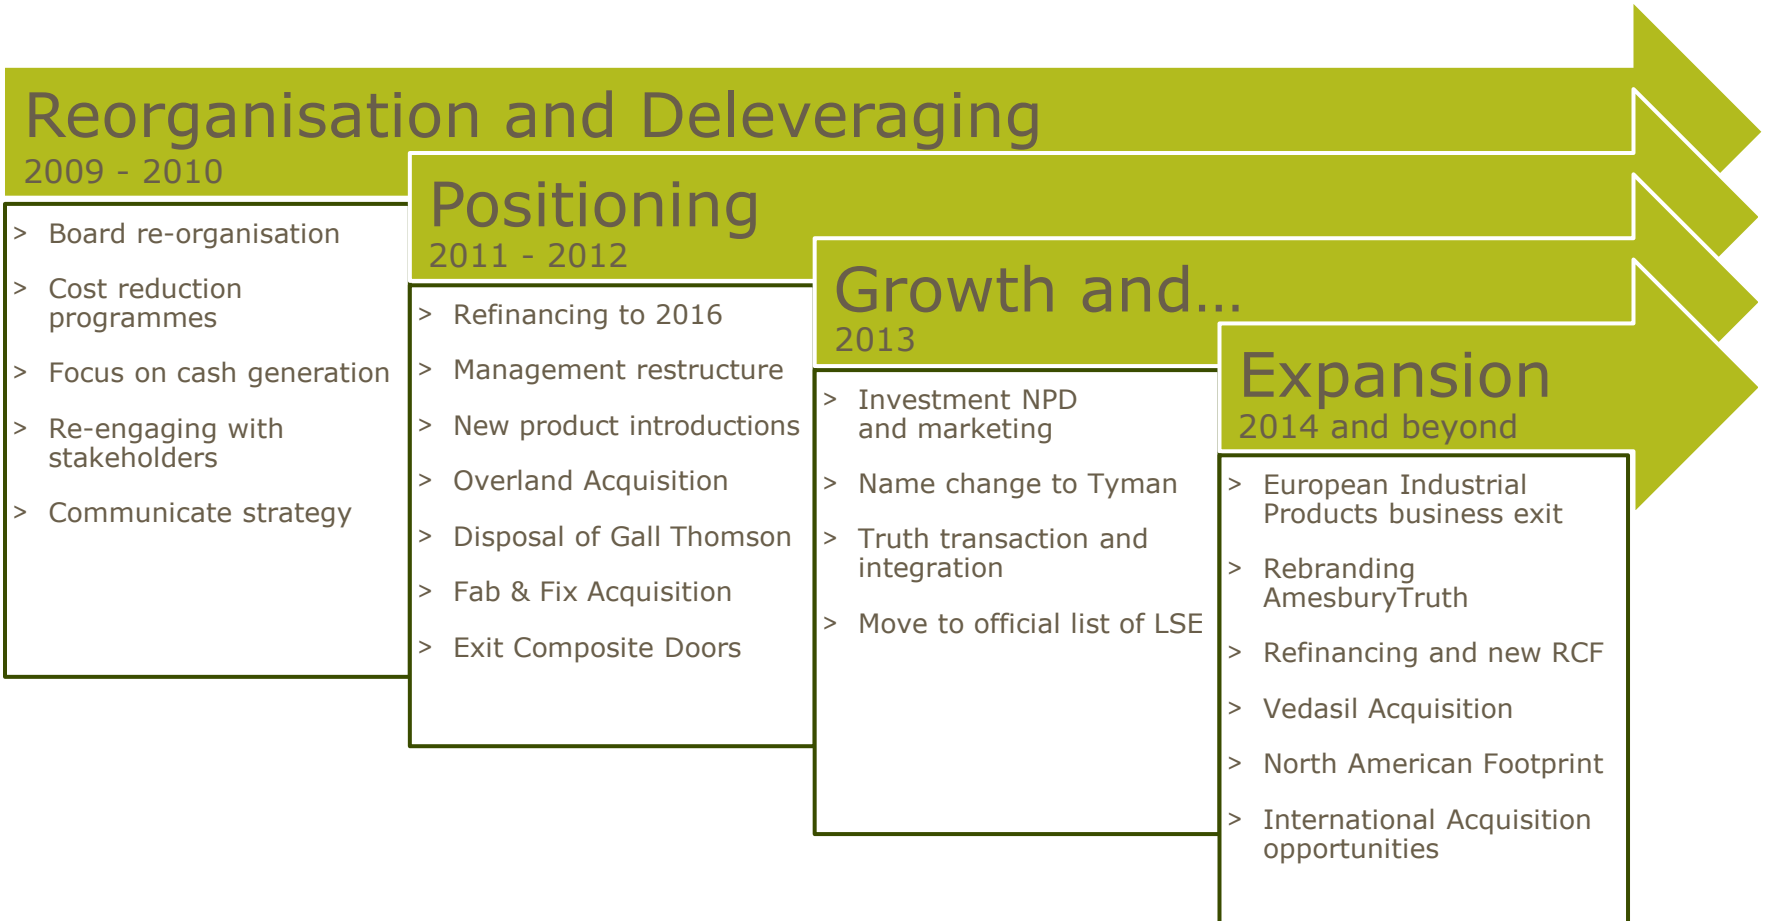 Reorganisation and Deleveraging
2009 - 2010
> Board re-organisation
> Cost reduction
programmes
> Focus on cash generation
> Re-engaging with
stakeholders
> Communicate strategy
Positioning
2011 - 2012
> Refinancing to 2016
> Management restructure
> New product introductions
> Overland Acquisition
> Disposal of Gall Thomson
> Fab & Fix Acquisition
> Exit Composite Doors
Growth and…
2013
> Investment NPD
and marketing
> Name change to Tyman
> Truth transaction and
integration
> Move to official list of LSE
Expansion
2014 and beyond
> European Industrial
Products business exit
> Rebranding
AmesburyTruth
> Refinancing and new RCF
> Vedasil Acquisition
> North American Footprint
> International Acquisition
opportunities